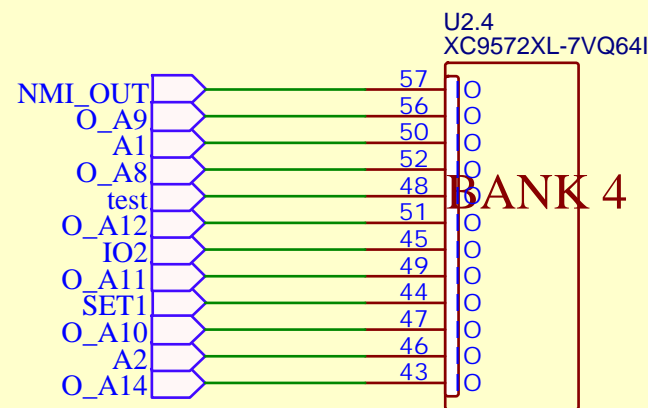 U2.4
XC9572XL-7VQ64I
NMI_OUT 57 IO
O_A9 56 IO
A1 50 IO
O_A8 52 IO
test 48 IO
BANK 4
O_A12 51 IO
IO2 45 IO
O_A11 49 IO
SET1 44 IO
O_A10 47 IO
A2 46 IO
O_A14 43 IO